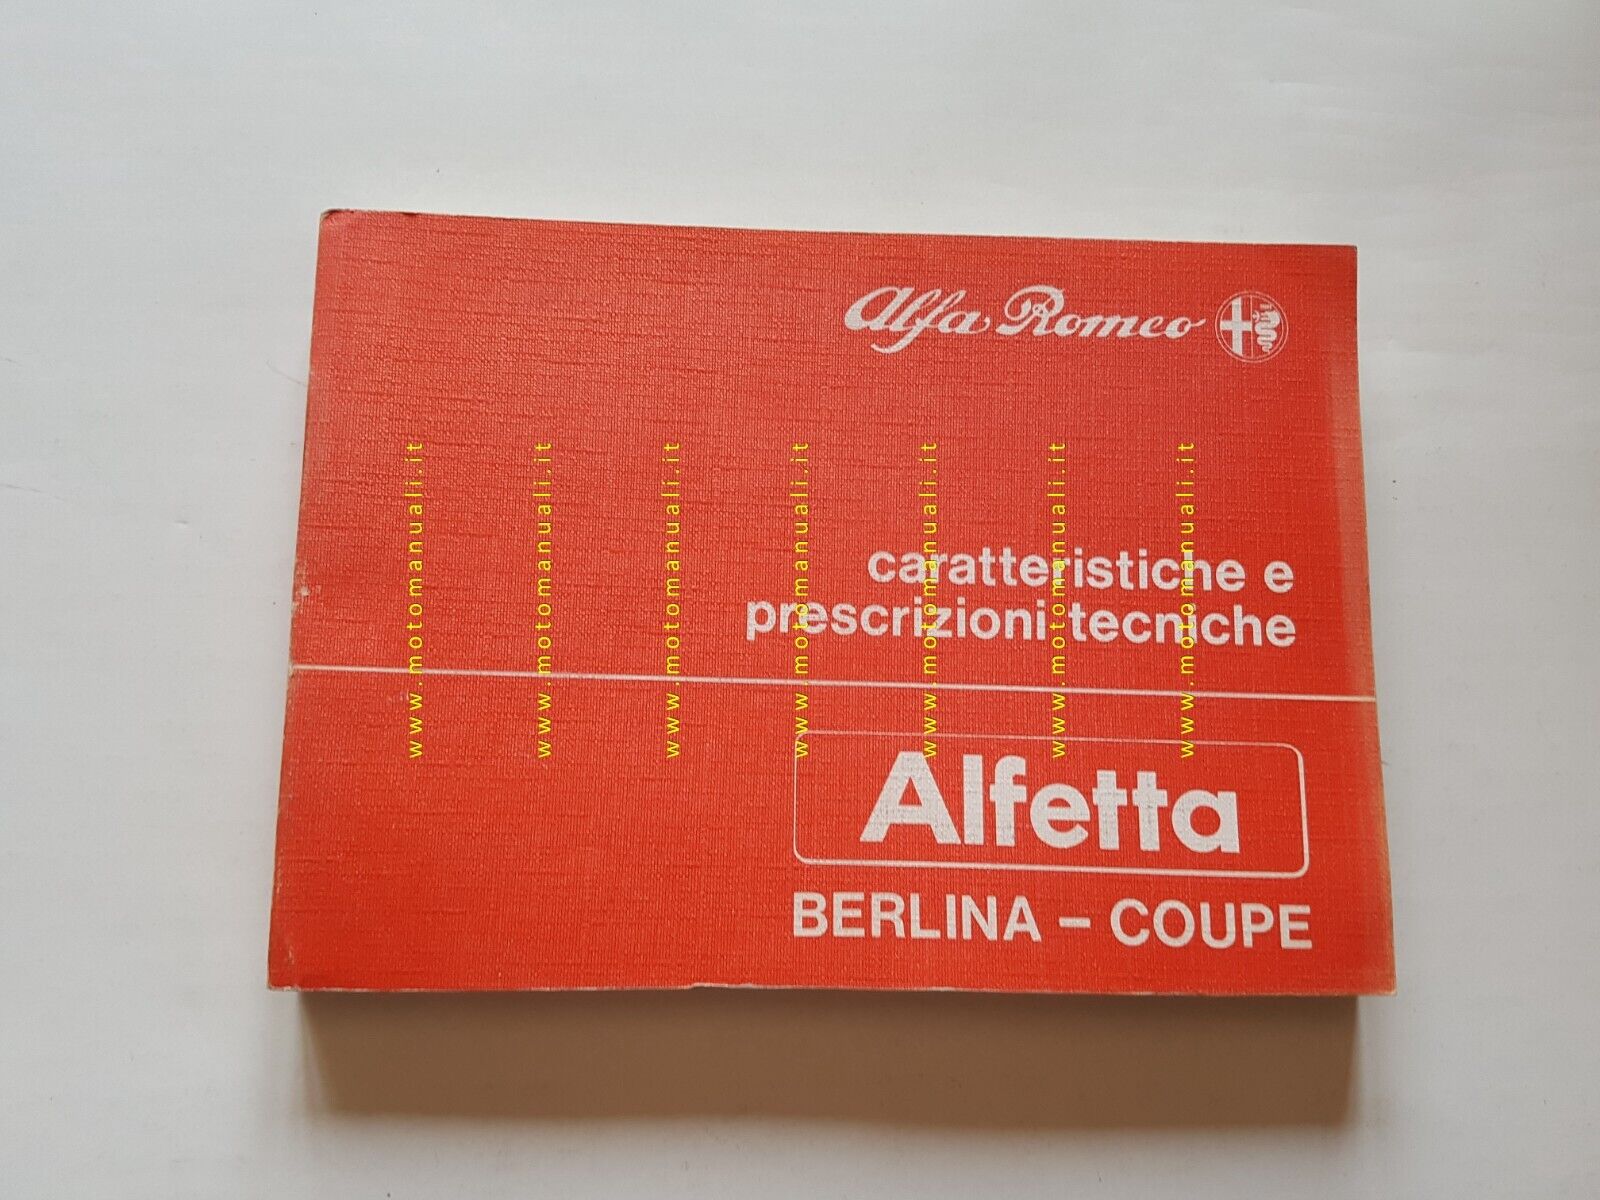 Alfa Romeo
caratteristiche e
prescrizioni tecniche
Alfetta
BERLINA – COUPE
www.motomanuali.it
www.motomanuali.it
www.motomanuali.it
www.motomanuali.it
www.motomanuali.it
www.motomanuali.it
www.motomanuali.it